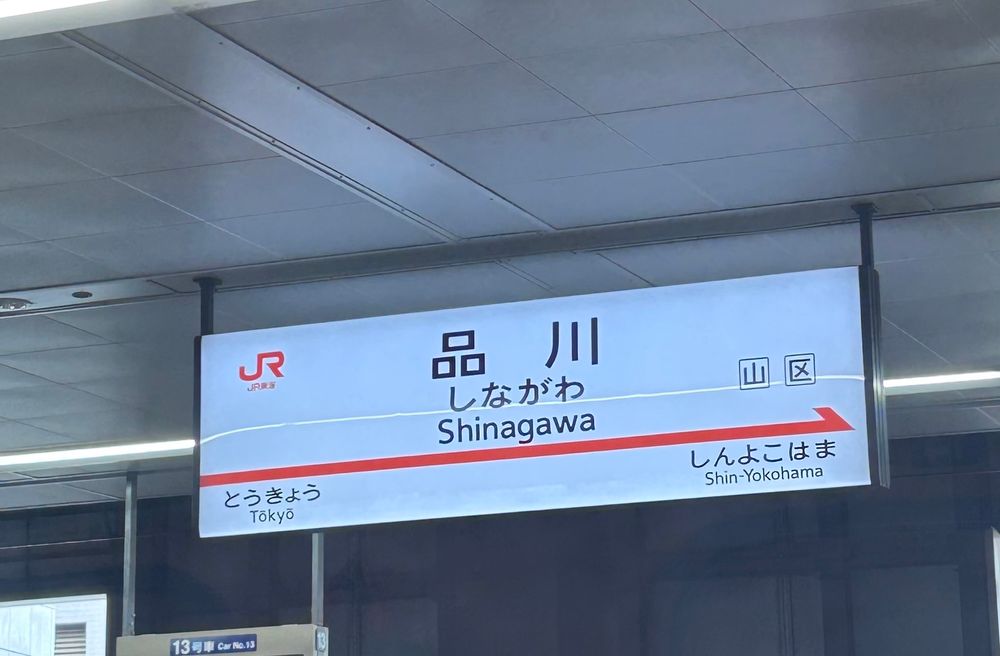 JR
JR東海
品川
しながわ
Shinagawa
山 区
とうきょう
Tōkyō
しんよこはま
Shin-Yokohama
13号車 Car No.13
13